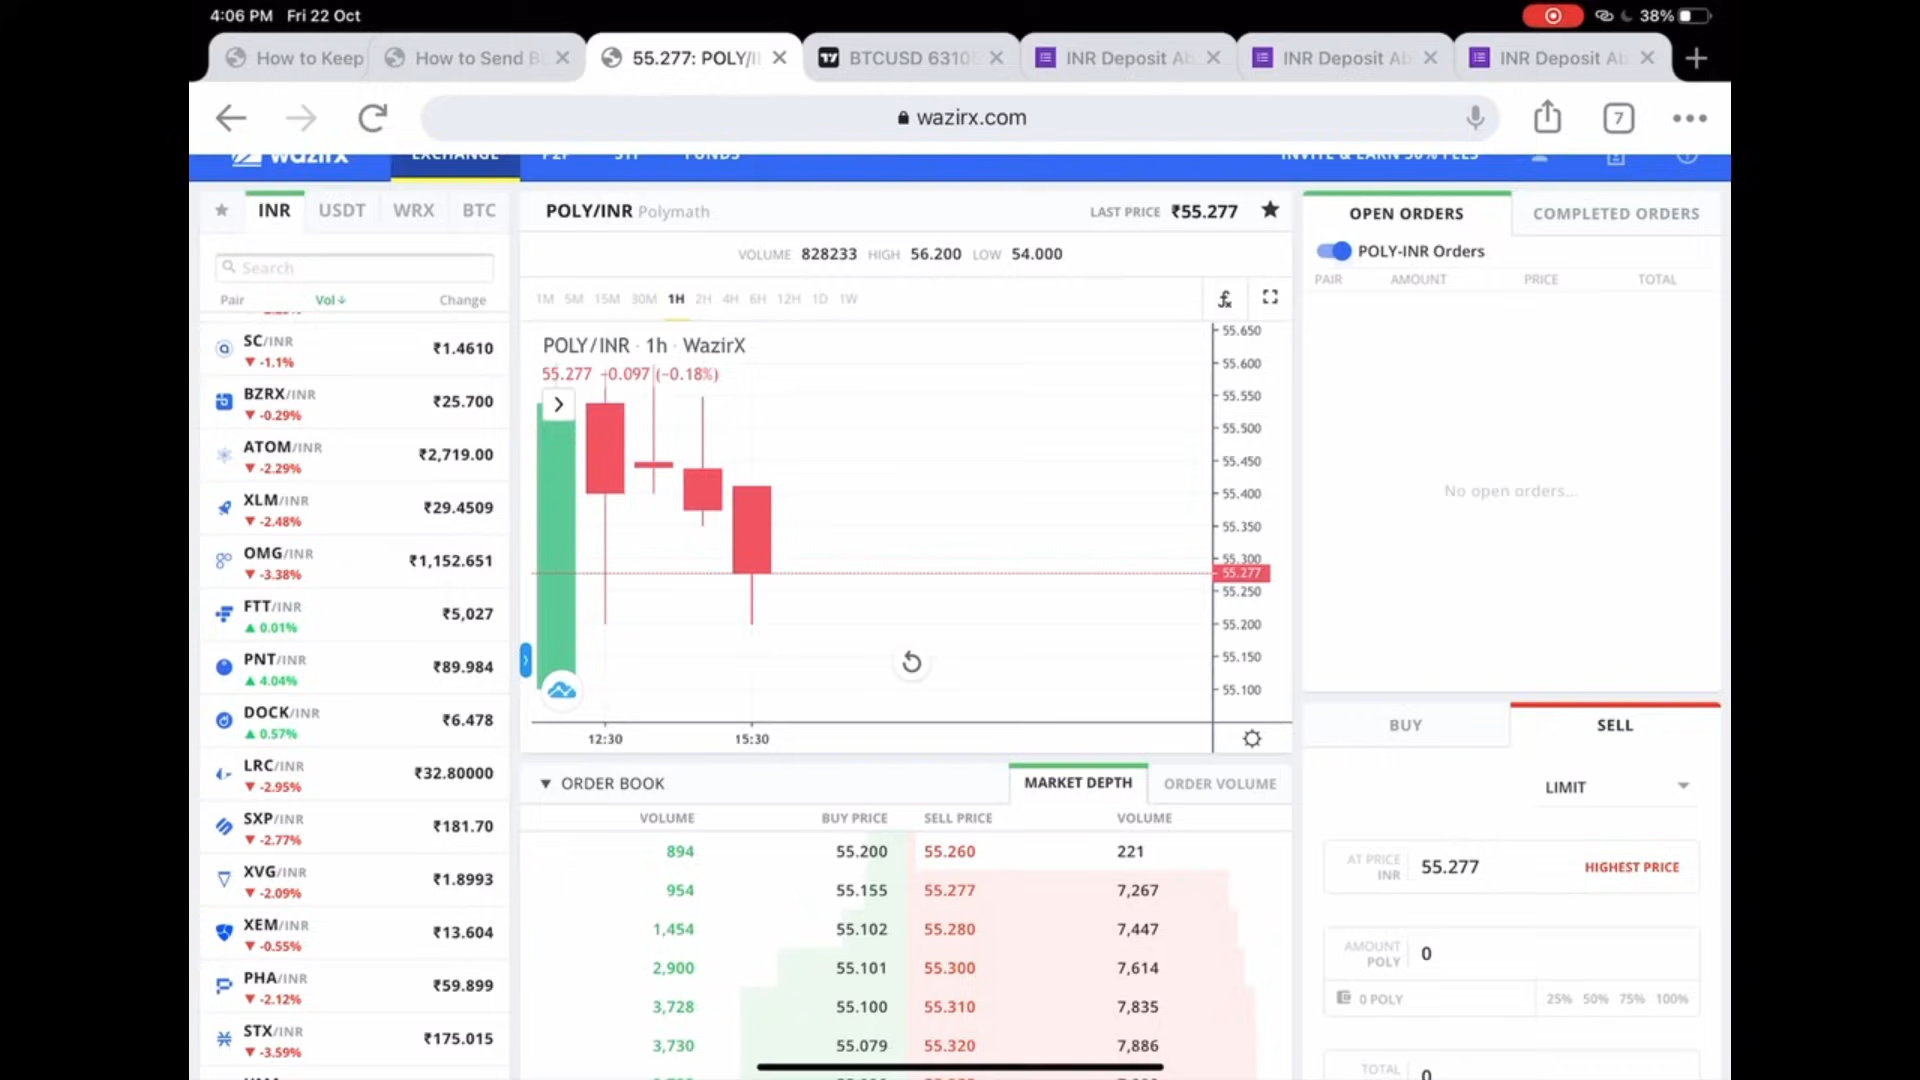 4:06 PM Fri 22 Oct
38%
How to Keep
How to Send B
55.277: POLY/I
BTCUSD 6310
INR Deposit Ab
INR Deposit Ab
INR Deposit Ab
wazirx.com
7
wazirx
EXCHANGE
P2P
STF
FUNDS
INVITE & EARN 50% FEES
INR USDT WRX BTC
Search
Pair Vol↓ Change
SC/INR ₹1.4610
▼ -1.1%
BZRX/INR ₹25.700
▼ -0.29%
ATOM/INR ₹2,719.00
▼ -2.29%
XLM/INR ₹29.4509
▼ -2.48%
OMG/INR ₹1,152.651
▼ -3.38%
FTT/INR ₹5,027
▲ 0.01%
PNT/INR ₹89.984
▲ 4.04%
DOCK/INR ₹6.478
▲ 0.57%
LRC/INR ₹32.80000
▼ -2.95%
SXP/INR ₹181.70
▼ -2.77%
XVG/INR ₹1.8993
▼ -2.09%
XEM/INR ₹13.604
▼ -0.55%
PHA/INR ₹59.899
▼ -2.12%
STX/INR ₹175.015
▼ -3.59%
POLY/INR Polymath
LAST PRICE ₹55.277
VOLUME 828233 HIGH 56.200 LOW 54.000
1M 5M 15M 30M 1H 2H 4H 6H 12H 1D 1W
POLY/INR · 1h · WazirX
55.277 −0.097 (−0.18%)
55.650
55.600
55.550
55.500
55.450
55.400
55.350
55.300
55.277
55.250
55.200
55.150
55.100
12:30 15:30
▼ ORDER BOOK
MARKET DEPTH ORDER VOLUME
VOLUME BUY PRICE SELL PRICE VOLUME
894 55.200 55.260 221
954 55.155 55.277 7,267
1,454 55.102 55.280 7,447
2,900 55.101 55.300 7,614
3,728 55.100 55.310 7,835
3,730 55.079 55.320 7,886
OPEN ORDERS COMPLETED ORDERS
POLY-INR Orders
PAIR AMOUNT PRICE TOTAL
No open orders...
BUY SELL
LIMIT
AT PRICE INR 55.277 HIGHEST PRICE
AMOUNT POLY 0
0 POLY 25% 50% 75% 100%
TOTAL 0